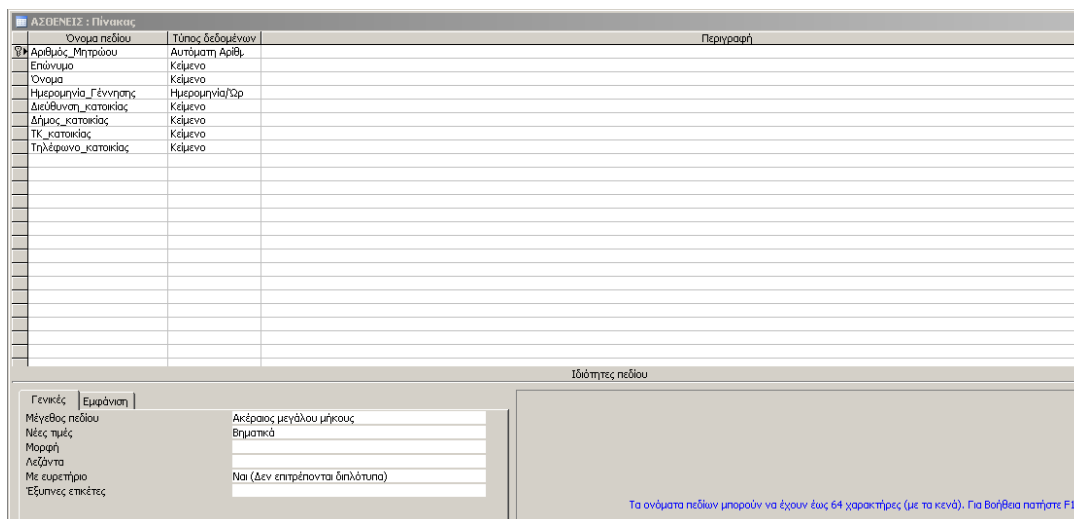 ΑΣΘΕΝΕΙΣ : Πίνακας
Όνομα πεδίου Τύπος δεδομένων Περιγραφή
Αριθμός_Μητρώου Αυτόματη Αρίθμ.
Επώνυμο Κείμενο
Όνομα Κείμενο
Ημερομηνία_Γέννησης Ημερομηνία/Ώρ
Διεύθυνση_κατοικίας Κείμενο
Δήμος_κατοικίας Κείμενο
ΤΚ_κατοικίας Κείμενο
Τηλέφωνο_κατοικίας Κείμενο
Ιδιότητες πεδίου
Γενικές Εμφάνιση
Μέγεθος πεδίου Ακέραιος μεγάλου μήκους
Νέες τιμές Βηματικά
Μορφή
Λεζάντα
Με ευρετήριο Ναι (Δεν επιτρέπονται διπλότυπα)
Έξυπνες ετικέτες
Τα ονόματα πεδίων μπορούν να έχουν έως 64 χαρακτήρες (με τα κενά). Για Βοήθεια πατήστε F1